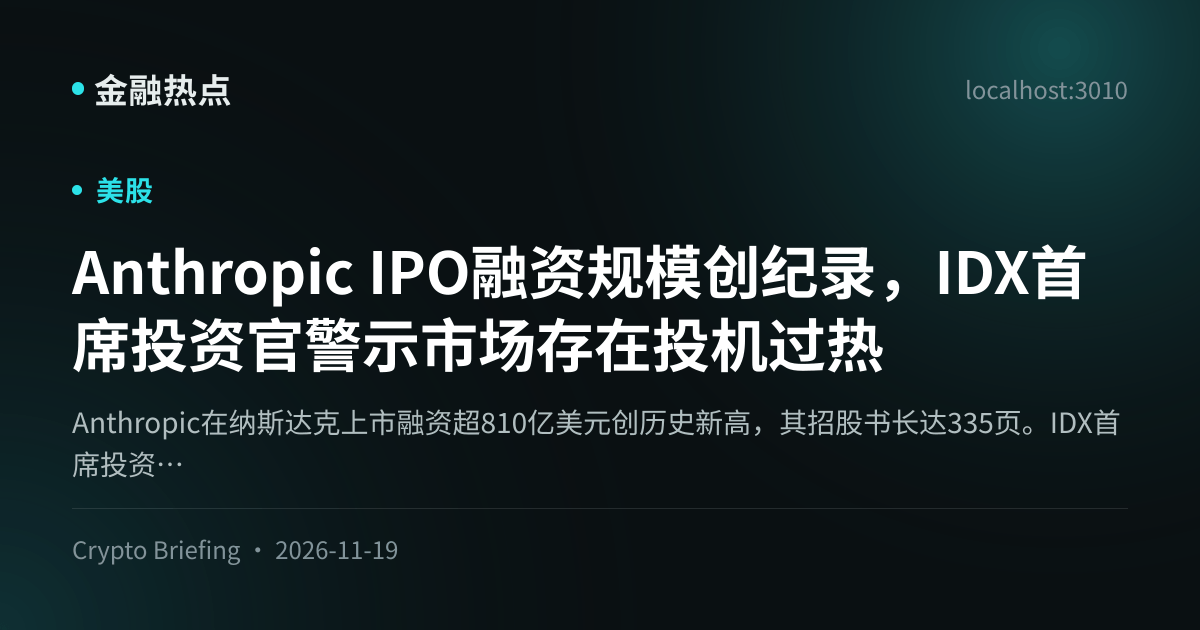 金融热点
localhost:3010
美股
Anthropic IPO融资规模创纪录，IDX首
席投资官警示市场存在投机过热
Anthropic在纳斯达克上市融资超810亿美元创历史新高，其招股书长达335页。IDX首
席投资…
Crypto Briefing · 2026-11-19